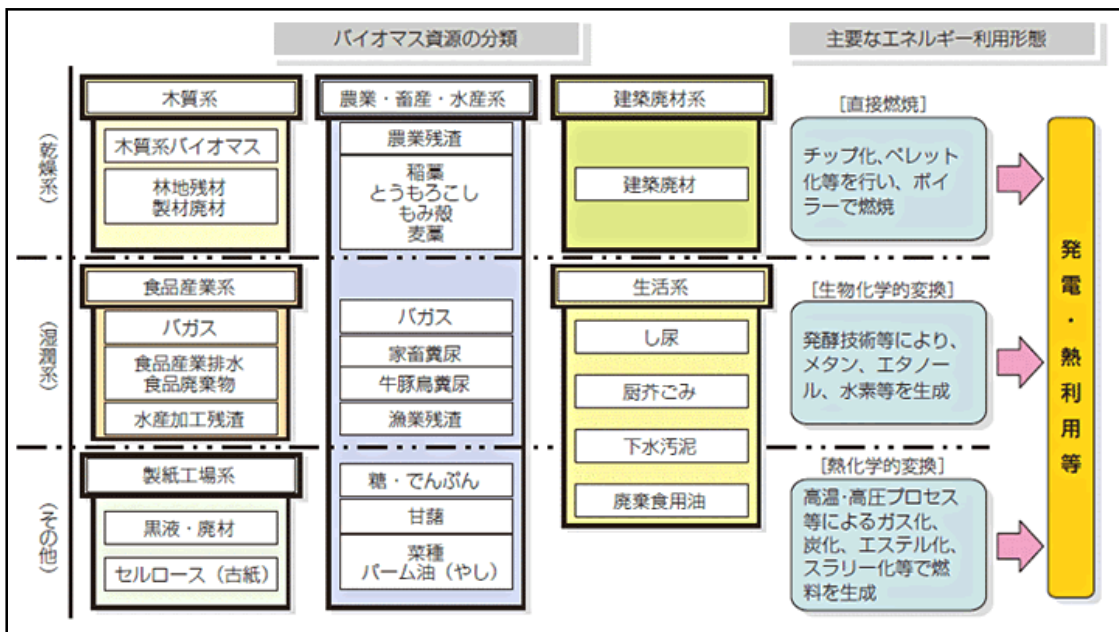 バイオマス資源の分類
主要なエネルギー利用形態
（乾燥系）
木質系
木質系バイオマス
林地残材
製材廃材
農業・畜産・水産系
農業残渣
稲藁
とうもろこし
もみ殻
麦藁
建築廃材系
建築廃材
［直接燃焼］
チップ化、ペレット
化等を行い、ボイ
ラーで燃焼
（湿潤系）
食品産業系
バガス
食品産業排水
食品廃棄物
水産加工残渣
バガス
家畜糞尿
牛豚鳥糞尿
漁業残渣
生活系
し尿
厨芥ごみ
下水汚泥
廃棄食用油
［生物化学的変換］
発酵技術等により、
メタン、エタノー
ル、水素等を生成
（その他）
製紙工場系
黒液・廃材
セルロース（古紙）
糖・でんぷん
甘藷
菜種
パーム油（やし）
［熱化学的変換］
高温・高圧プロセス
等によるガス化、
炭化、エステル化、
スラリー化等で燃
料を生成
発電・熱利用等